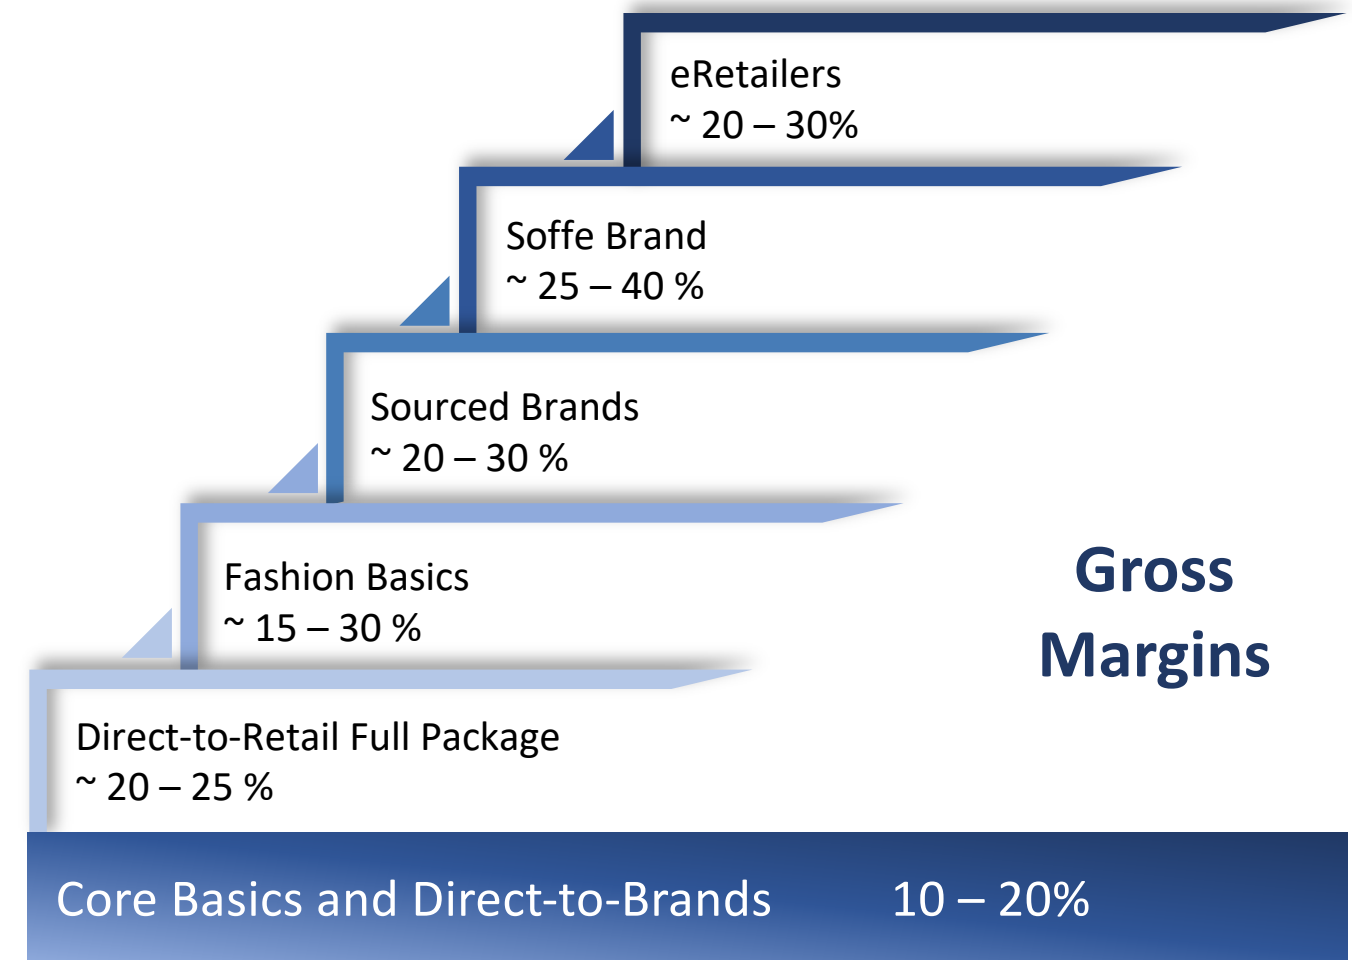 eRetailers
~ 20 – 30%
Soffe Brand
~ 25 – 40 %
Sourced Brands
~ 20 – 30 %
Fashion Basics
~ 15 – 30 %
Gross
Margins
Direct-to-Retail Full Package
~ 20 – 25 %
Core Basics and Direct-to-Brands 10 – 20%